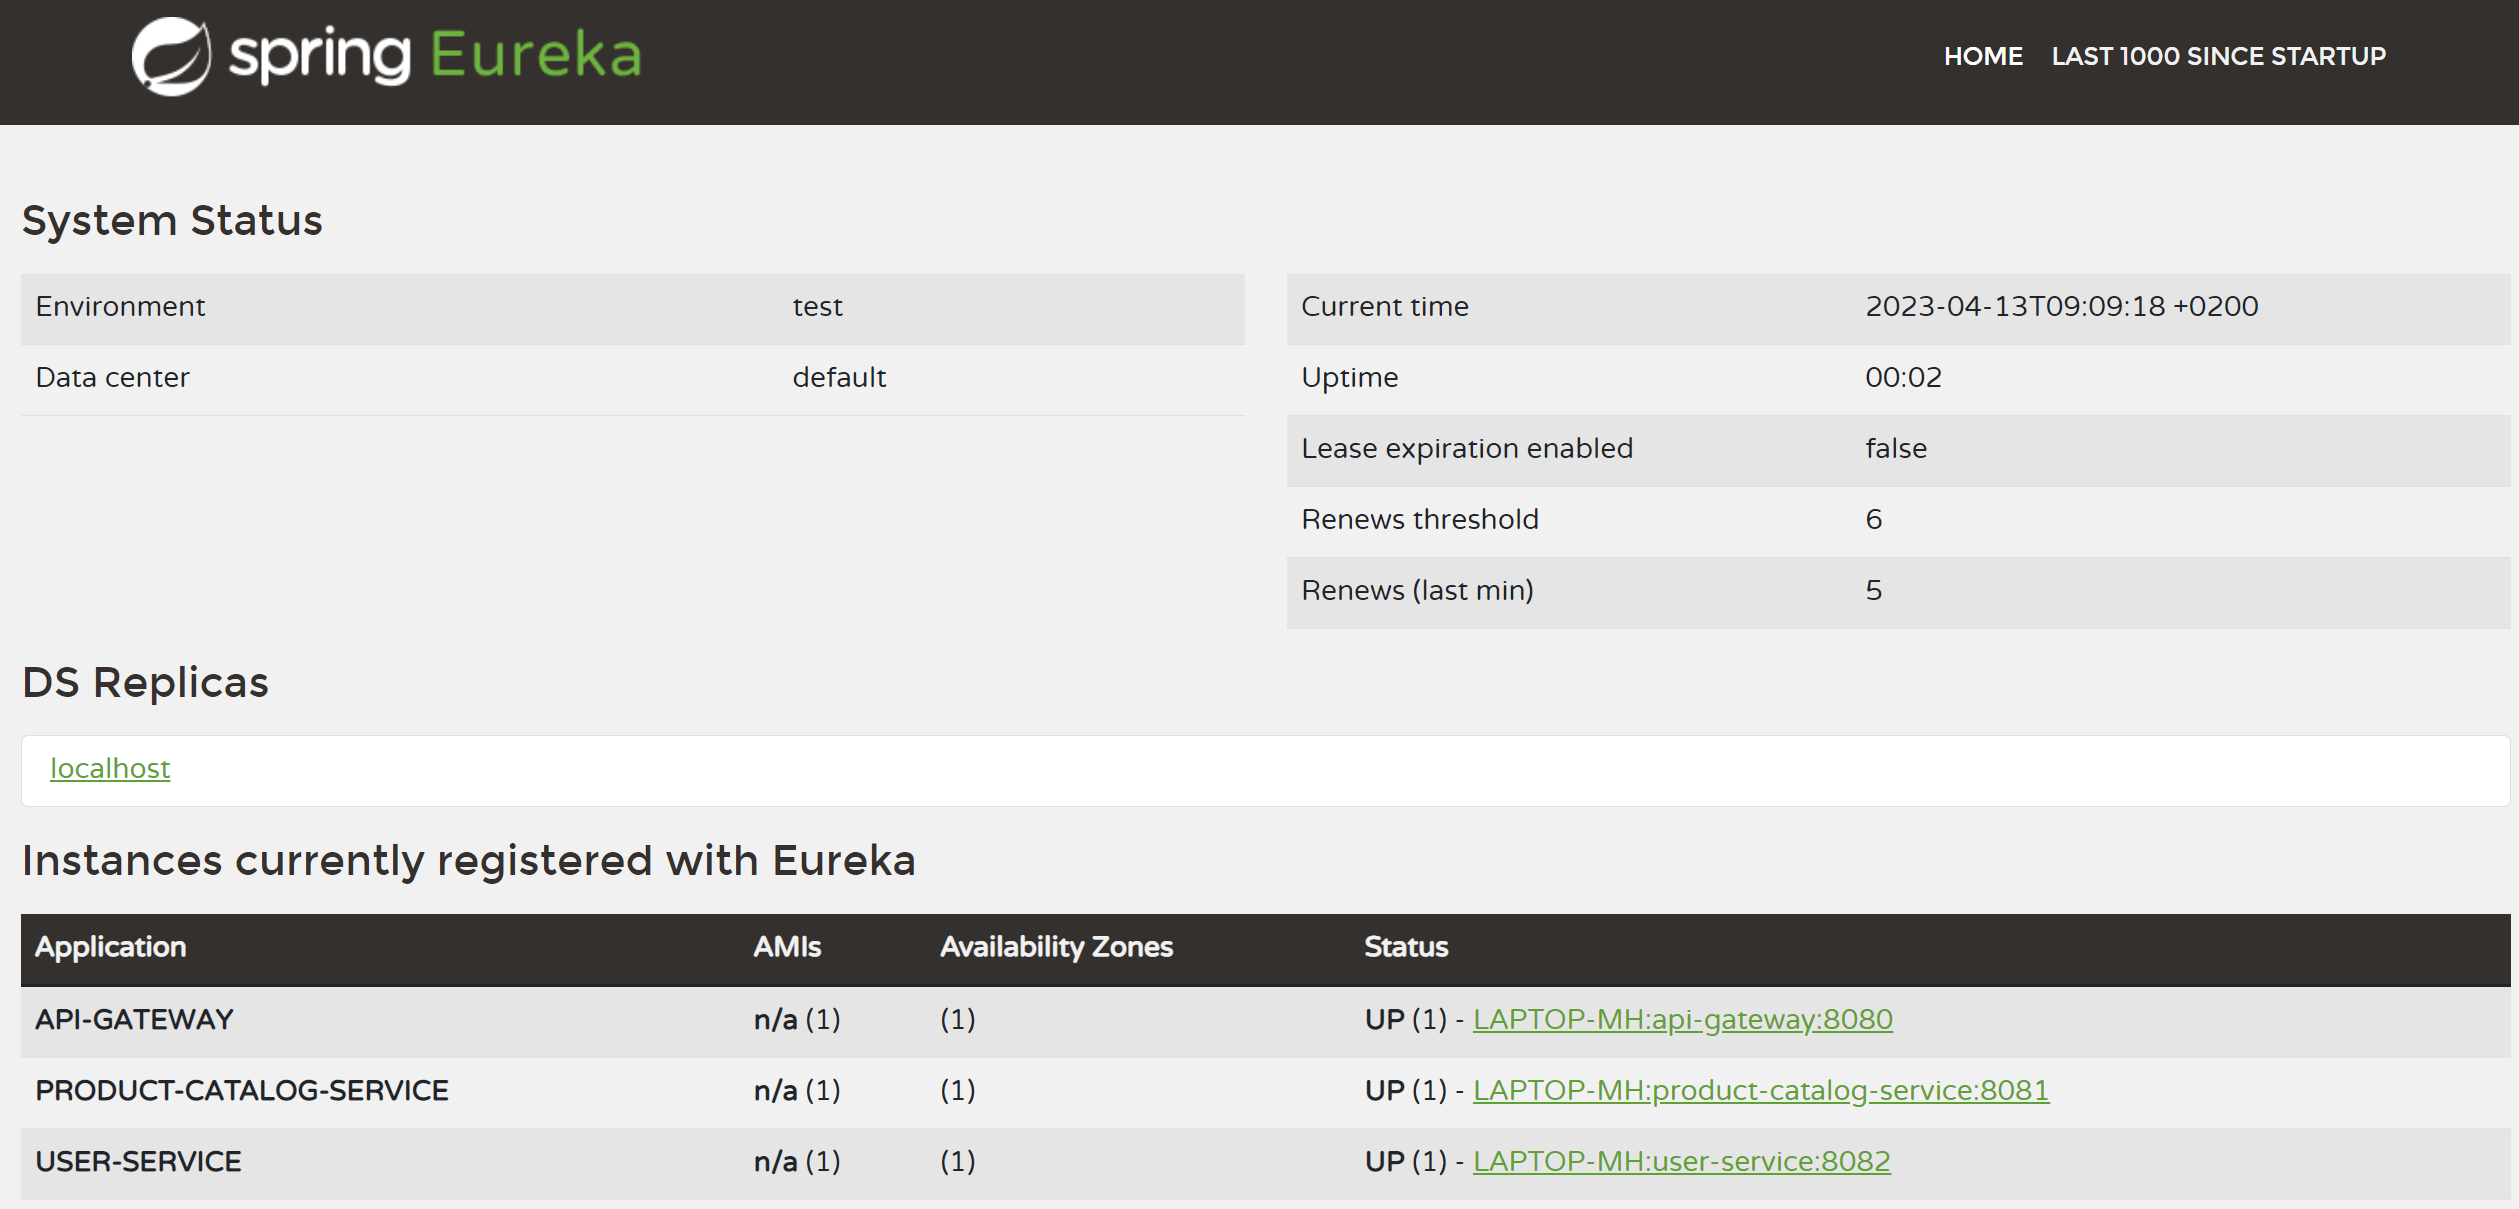 spring Eureka
HOME LAST 1000 SINCE STARTUP
System Status
Environment test
Data center default
Current time 2023-04-13T09:09:18 +0200
Uptime 00:02
Lease expiration enabled false
Renews threshold 6
Renews (last min) 5
DS Replicas
localhost
Instances currently registered with Eureka
Application AMIs Availability Zones Status
API-GATEWAY n/a (1) (1) UP (1) - LAPTOP-MH:api-gateway:8080
PRODUCT-CATALOG-SERVICE n/a (1) (1) UP (1) - LAPTOP-MH:product-catalog-service:8081
USER-SERVICE n/a (1) (1) UP (1) - LAPTOP-MH:user-service:8082